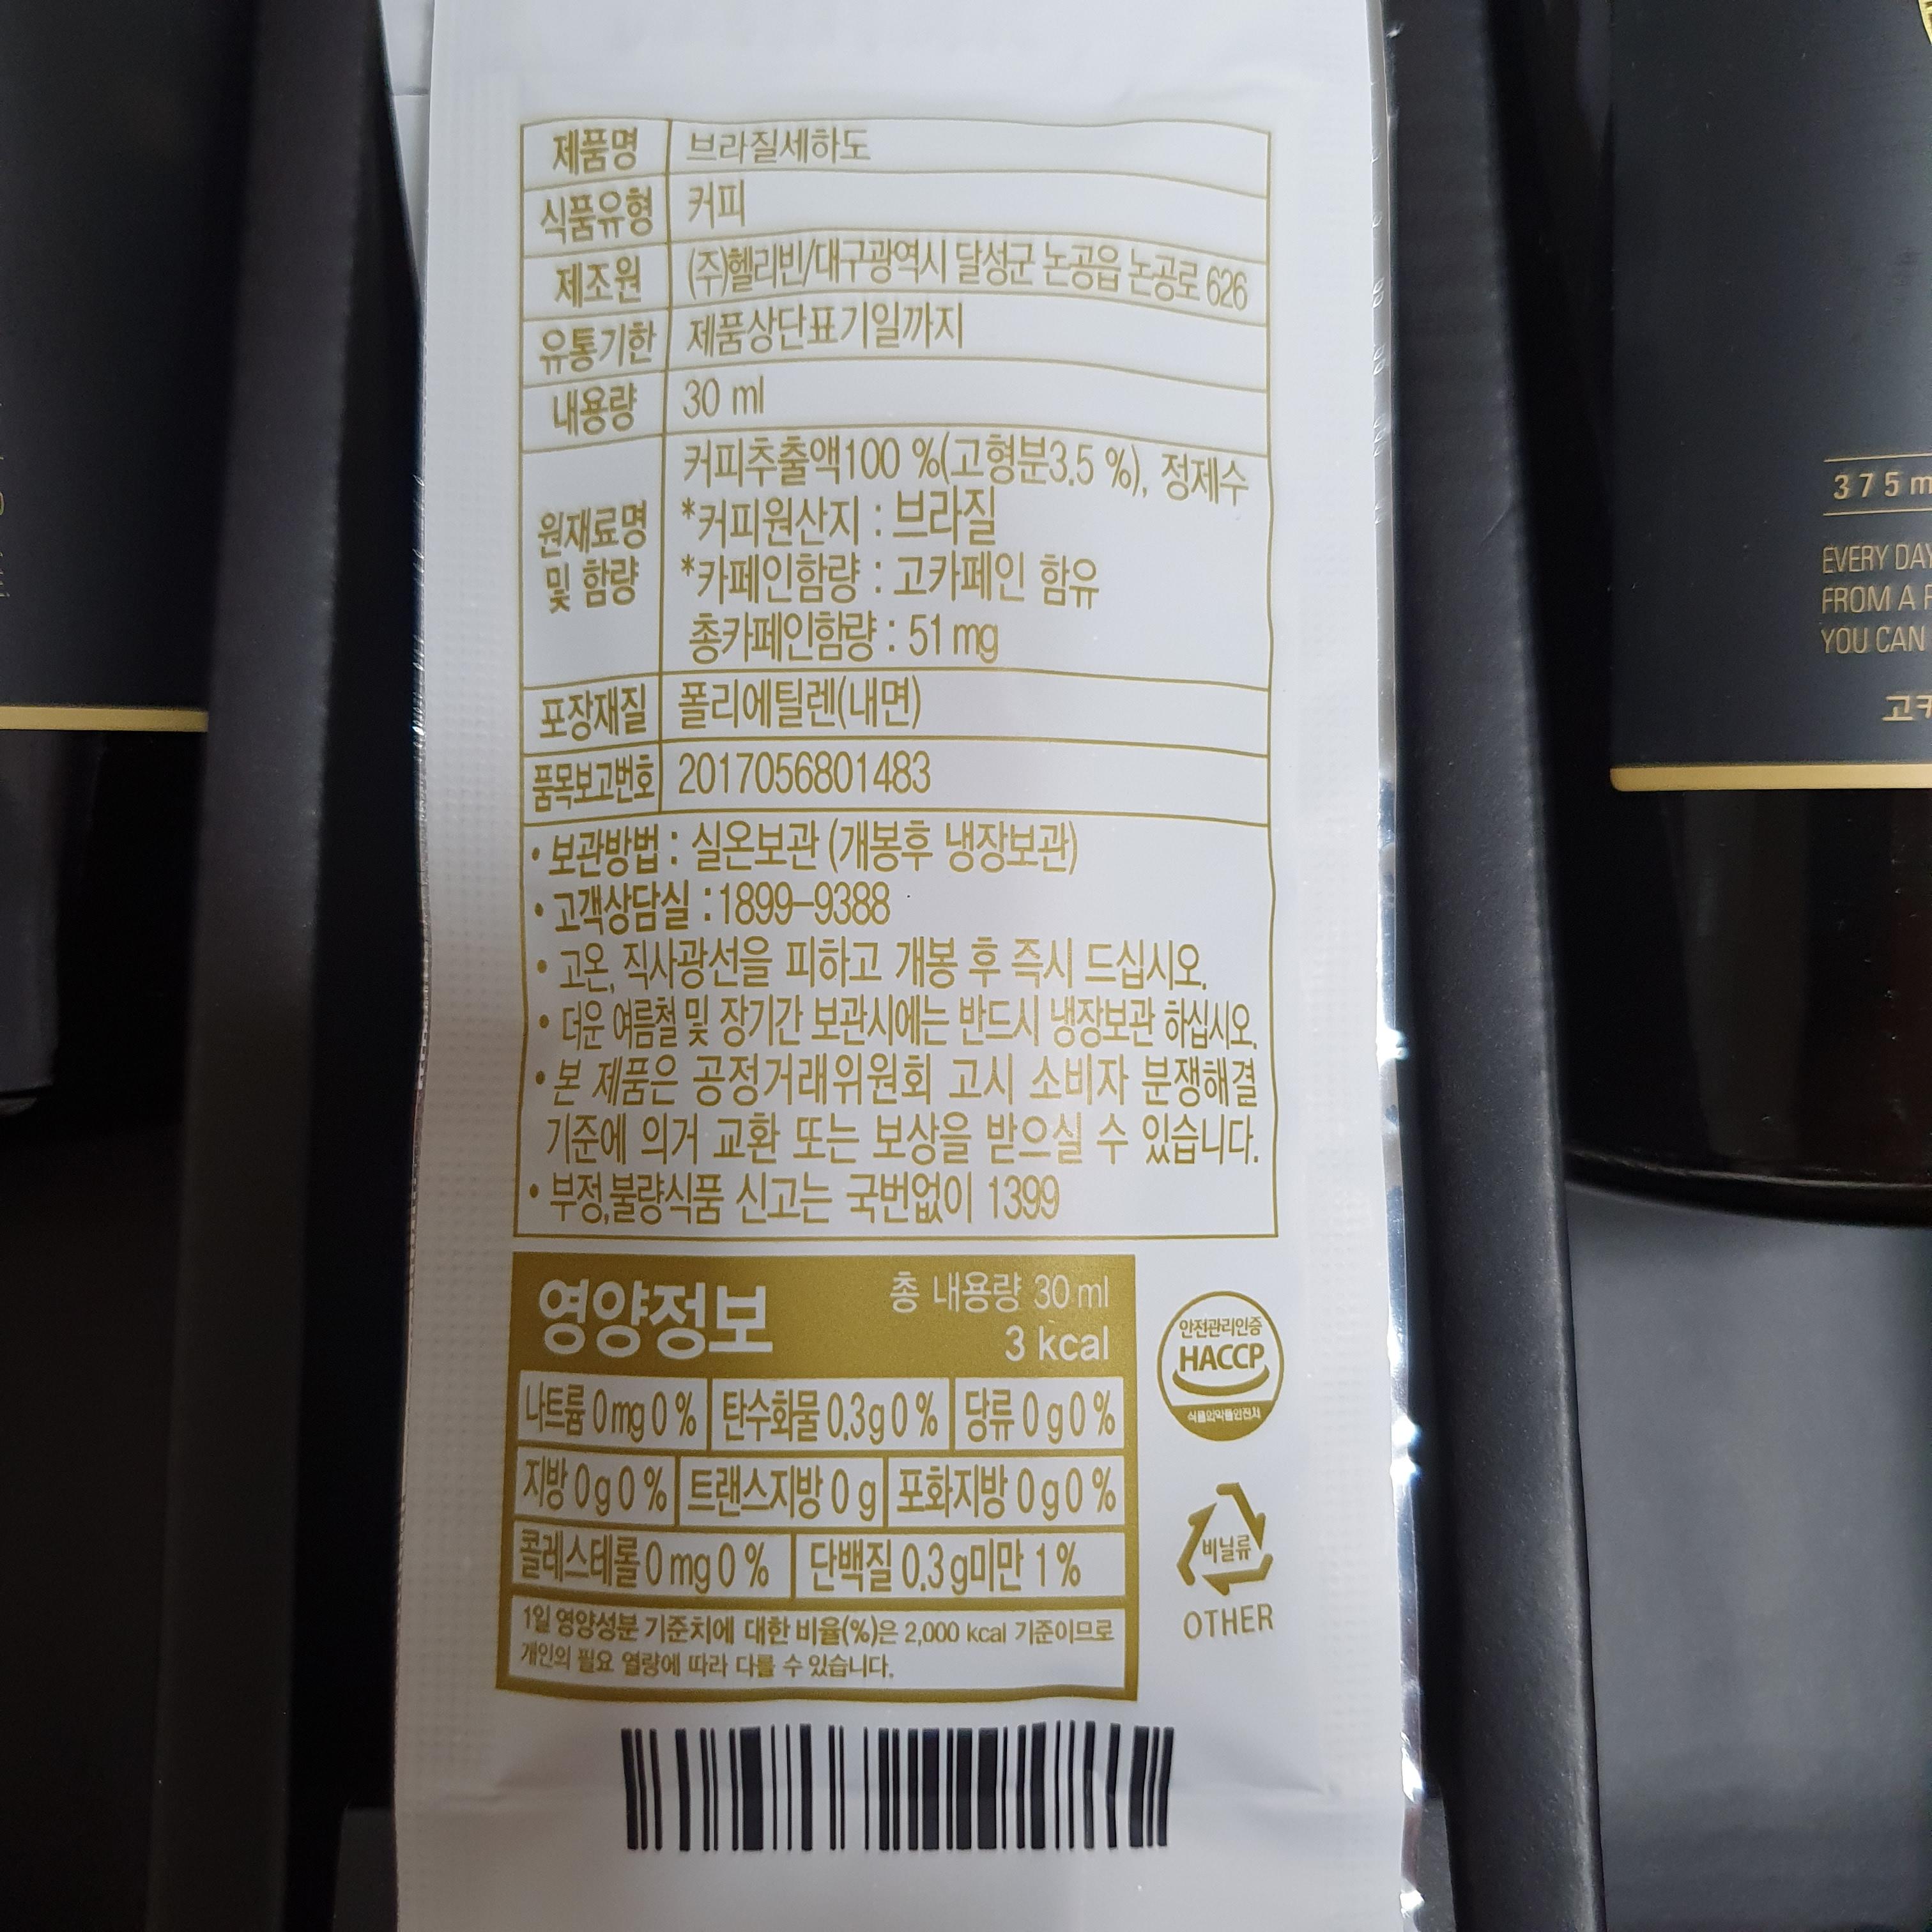 제품명 브라질세하도
식품유형 커피
제조원 (주)헬리빈/대구광역시 달성군 논공읍 논공로 626
유통기한 제품상단표기일까지
내용량 30 ml
원재료명 및 함량
커피추출액100 %(고형분3.5 %), 정제수
*커피원산지 : 브라질
*카페인함량 : 고카페인 함유
총카페인함량 : 51 mg
포장재질 폴리에틸렌(내면)
품목보고번호 2017056801483
• 보관방법 : 실온보관 (개봉후 냉장보관)
• 고객상담실 : 1899-9388
• 고온, 직사광선을 피하고 개봉 후 즉시 드십시오.
• 더운 여름철 및 장기간 보관시에는 반드시 냉장보관 하십시오.
• 본 제품은 공정거래위원회 고시 소비자 분쟁해결
기준에 의거 교환 또는 보상을 받으실 수 있습니다.
• 부정,불량식품 신고는 국번없이 1399
영양정보 총 내용량 30 ml
3 kcal
나트륨 0 mg 0 % 탄수화물 0.3 g 0 % 당류 0 g 0 %
지방 0 g 0 % 트랜스지방 0 g 포화지방 0 g 0 %
콜레스테롤 0 mg 0 % 단백질 0.3 g미만 1 %
1일 영양성분 기준치에 대한 비율(%)은 2,000 kcal 기준이므로
개인의 필요 열량에 따라 다를 수 있습니다.
안전관리인증
HACCP
식품의약품안전처
비닐류
OTHER
375 m
EVERY DAY
FROM A
YOU CAN